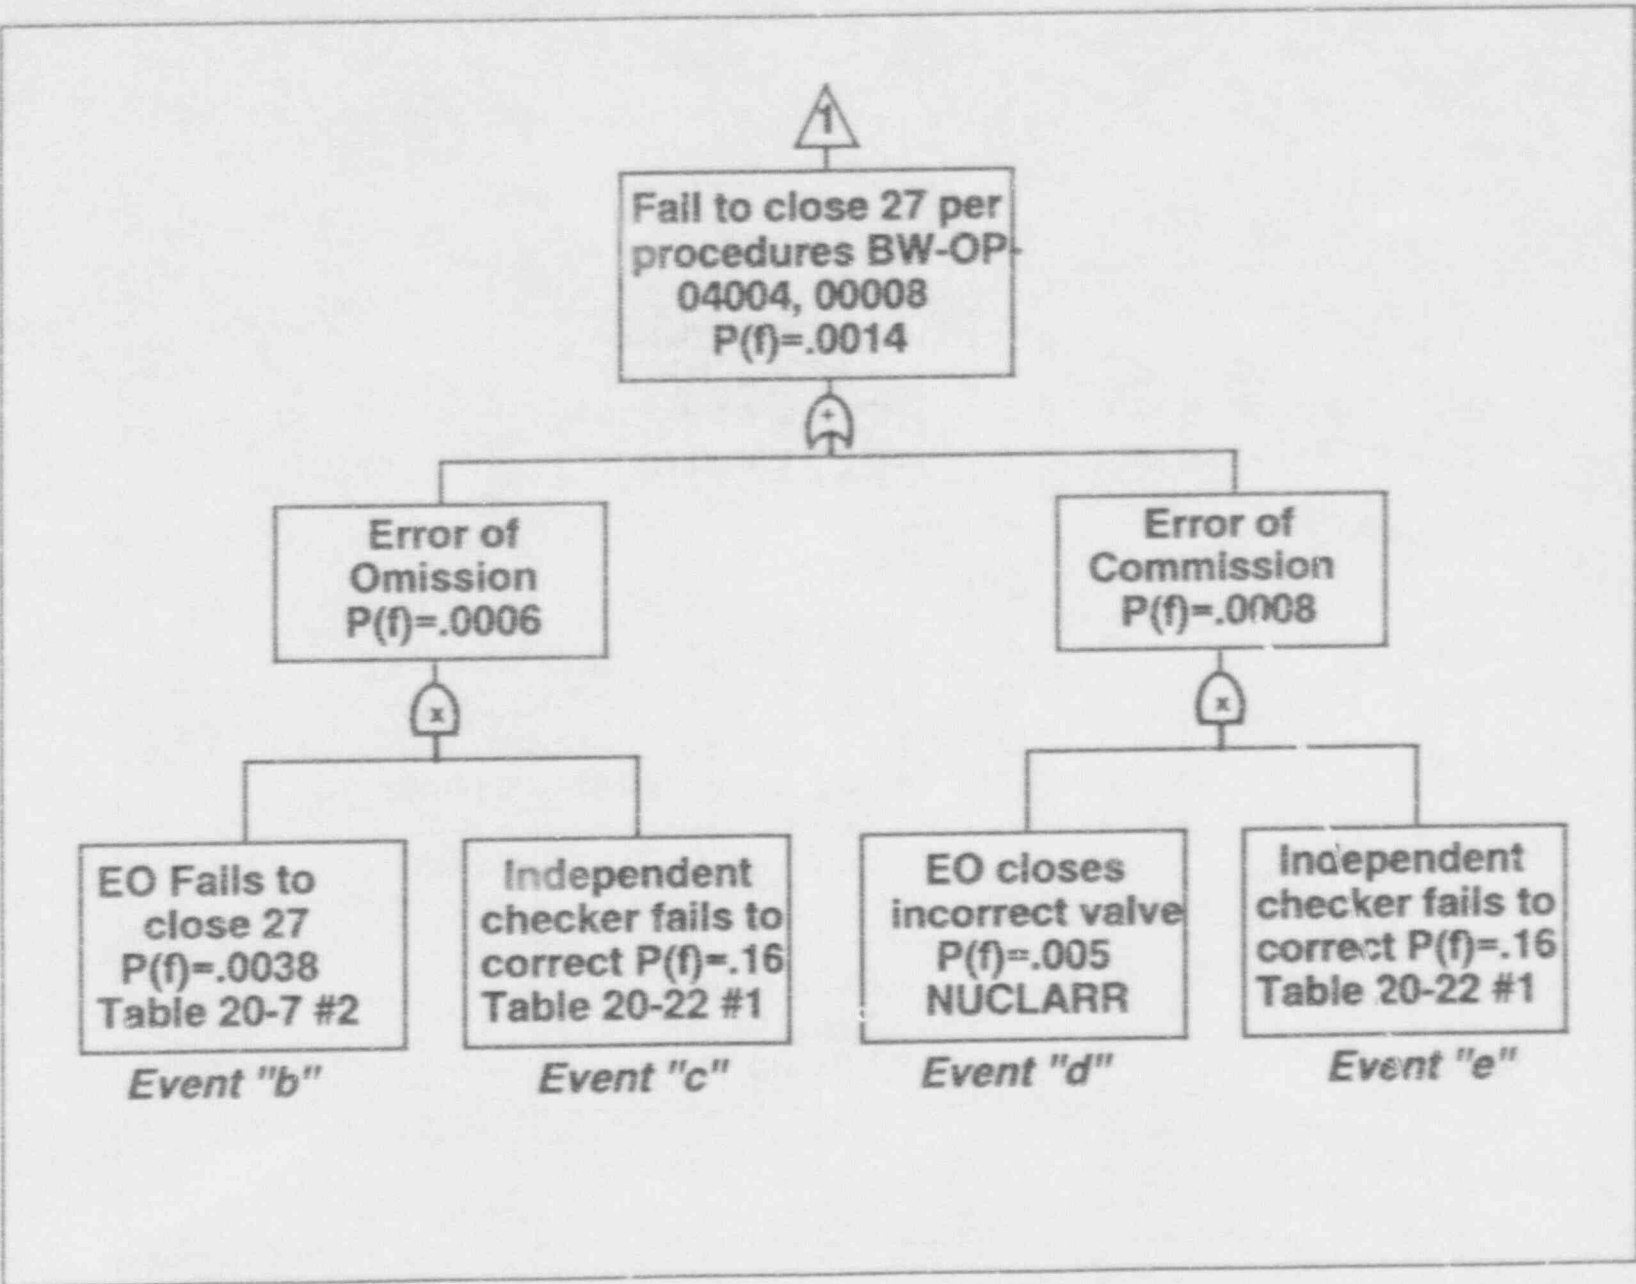 1
Fail to close 27 per
procedures BW-OP-
04004, 00008
P(f)=.0014
+
Error of
Omission
P(f)=.0006
Error of
Commission
P(f)=.0008
x
x
EO Fails to
close 27
P(f)=.0038
Table 20-7 #2
Event "b"
Independent
checker fails to
correct P(f)=.16
Table 20-22 #1
Event "c"
EO closes
incorrect valve
P(f)=.005
NUCLARR
Event "d"
Independent
checker fails to
correct P(f)=.16
Table 20-22 #1
Event "e"